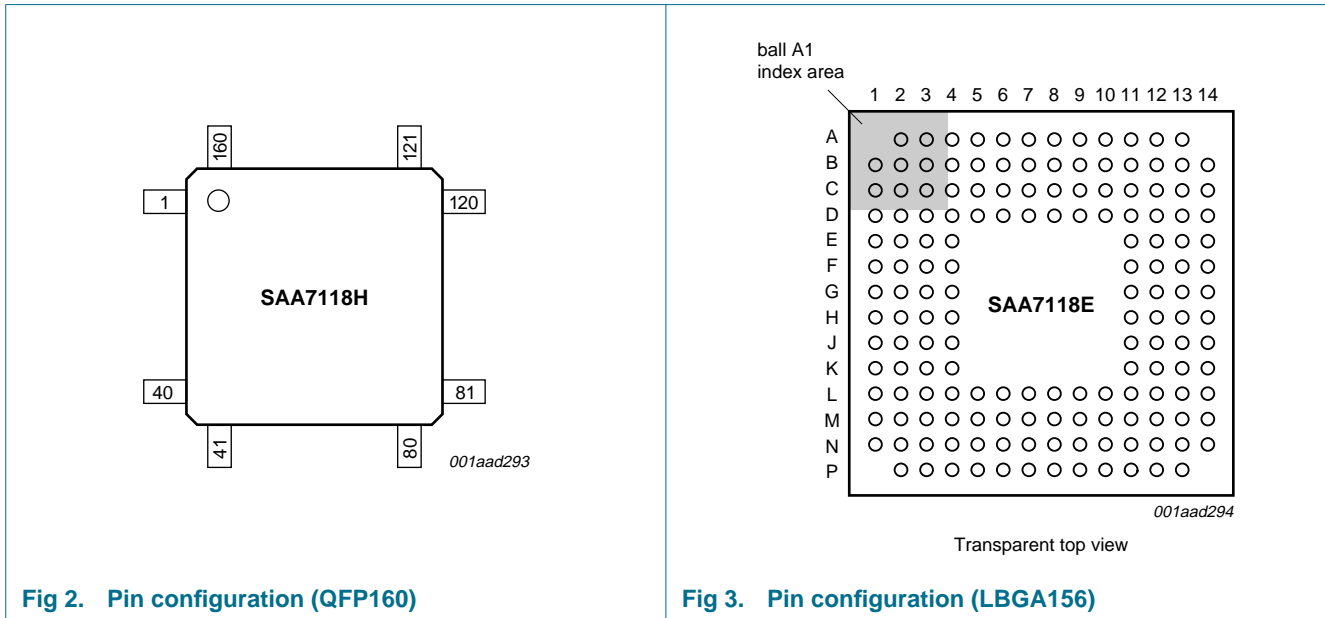 160
121
1
120
SAA7118H
40
81
41
80
001aad293
Fig 2. Pin configuration (QFP160)
ball A1
index area
1 2 3 4 5 6 7 8 9 10 11 12 13 14
A
B
C
D
E
F
G
H
J
K
L
M
N
P
SAA7118E
001aad294
Transparent top view
Fig 3. Pin configuration (LBGA156)